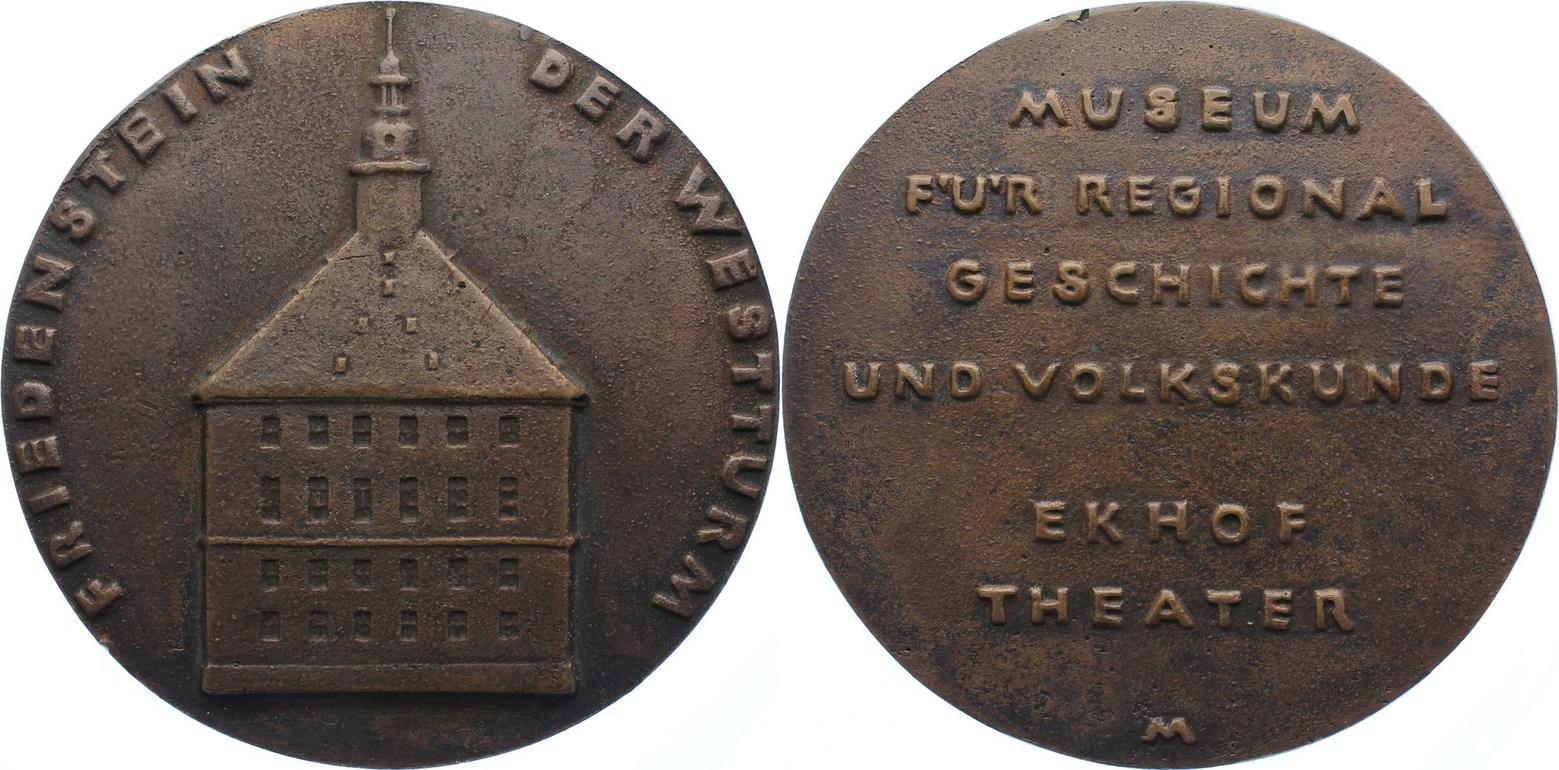 FRIEDENSTEIN DER WESTTURM
MUSEUM
FÜR REGIONAL
GESCHICHTE
UND VOLKSKUNDE
EKHOF
THEATER
M